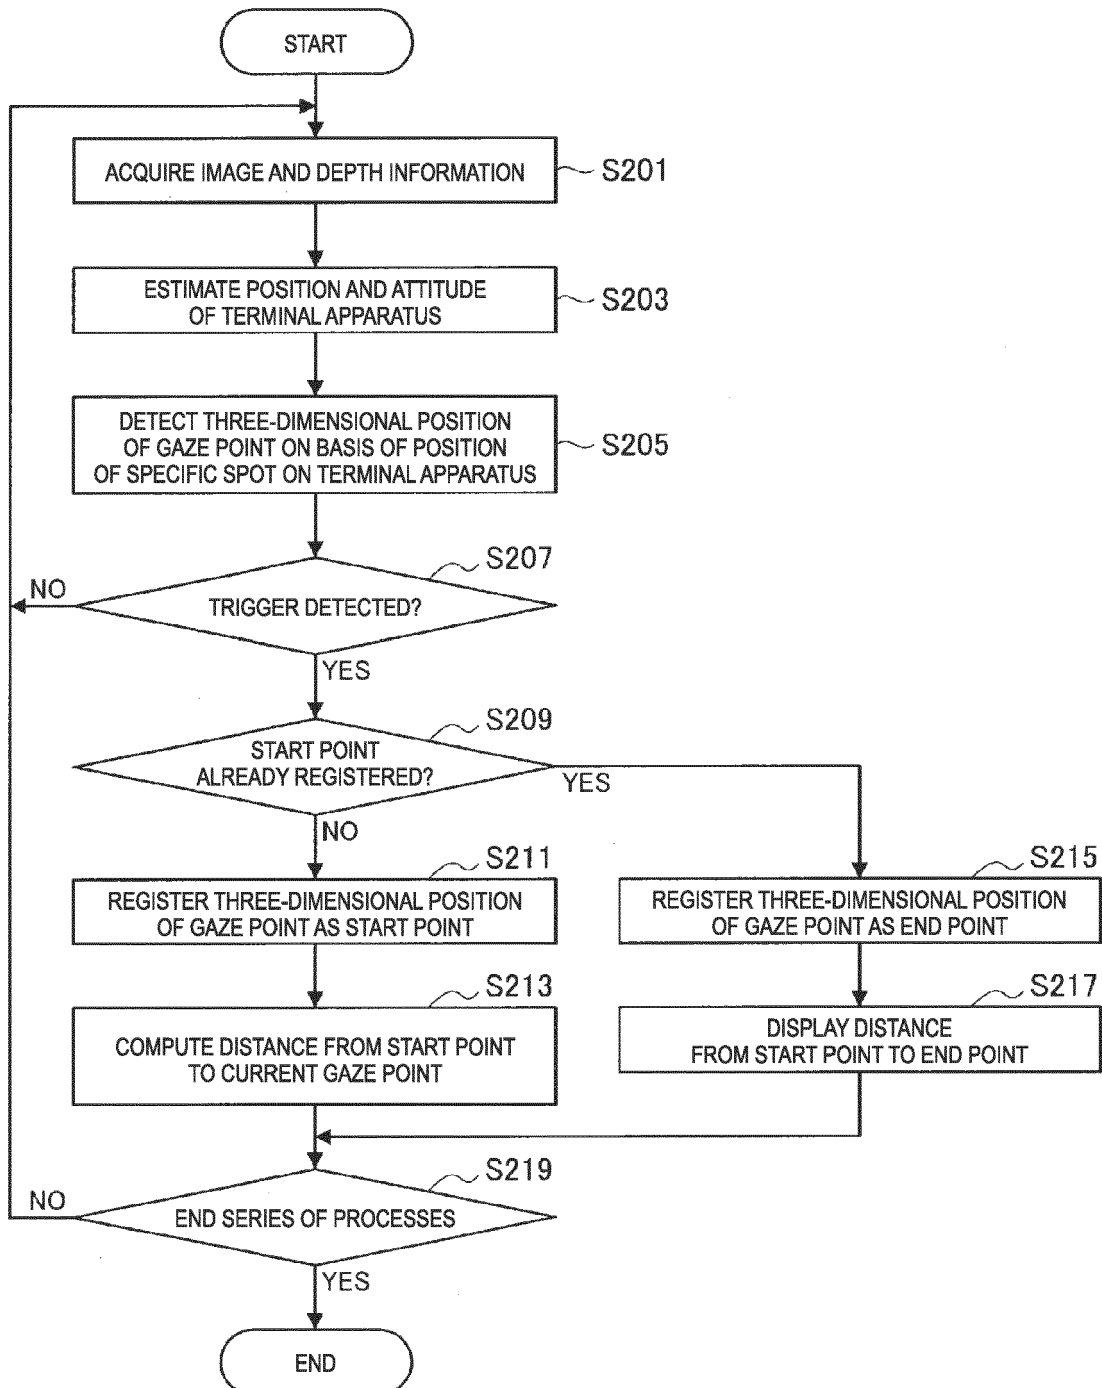 START
ACQUIRE IMAGE AND DEPTH INFORMATION
S201
ESTIMATE POSITION AND ATTITUDE
OF TERMINAL APPARATUS
S203
DETECT THREE-DIMENSIONAL POSITION
OF GAZE POINT ON BASIS OF POSITION
OF SPECIFIC SPOT ON TERMINAL APPARATUS
S205
S207
NO
TRIGGER DETECTED?
YES
S209
START POINT
ALREADY REGISTERED?
YES
NO
S211
REGISTER THREE-DIMENSIONAL POSITION
OF GAZE POINT AS START POINT
S215
REGISTER THREE-DIMENSIONAL POSITION
OF GAZE POINT AS END POINT
S213
COMPUTE DISTANCE FROM START POINT
TO CURRENT GAZE POINT
S217
DISPLAY DISTANCE
FROM START POINT TO END POINT
S219
NO
END SERIES OF PROCESSES
YES
END